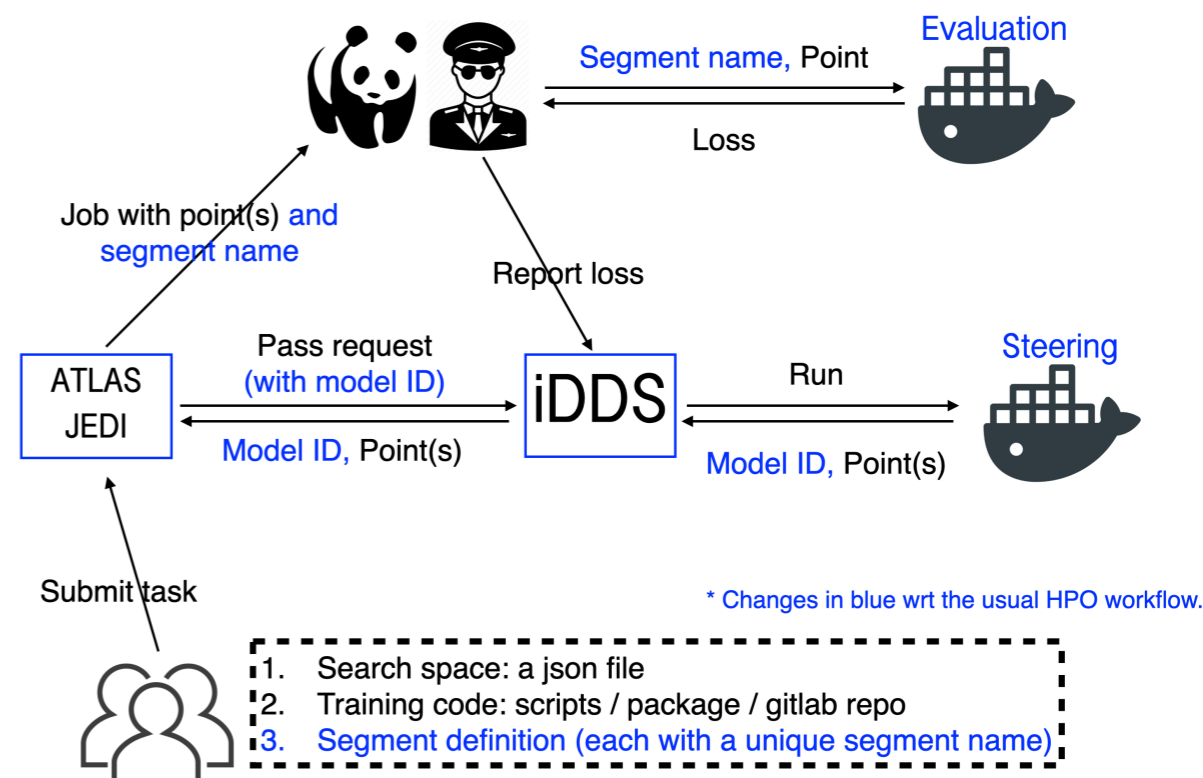 Evaluation
Segment name, Point
Loss
Job with point(s) and
segment name
Report loss
ATLAS
JEDI
Pass request
(with model ID)
Model ID, Point(s)
iDDS
Run
Model ID, Point(s)
Steering
Submit task
* Changes in blue wrt the usual HPO workflow.
1. Search space: a json file
2. Training code: scripts / package / gitlab repo
3. Segment definition (each with a unique segment name)